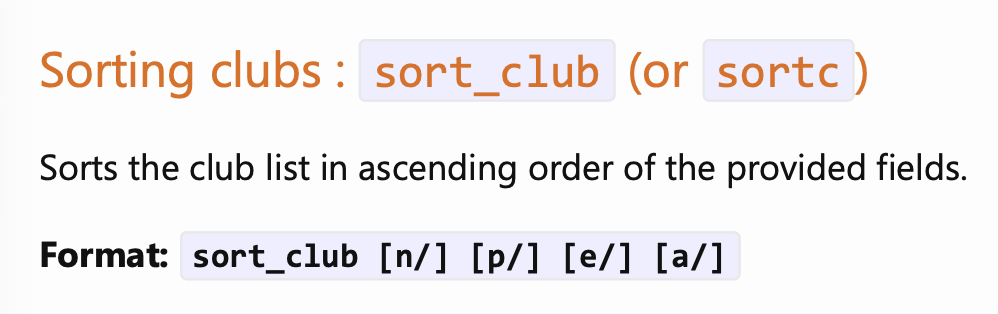 Sorting clubs : sort_club (or sortc)
Sorts the club list in ascending order of the provided fields.
Format: sort_club [n/] [p/] [e/] [a/]